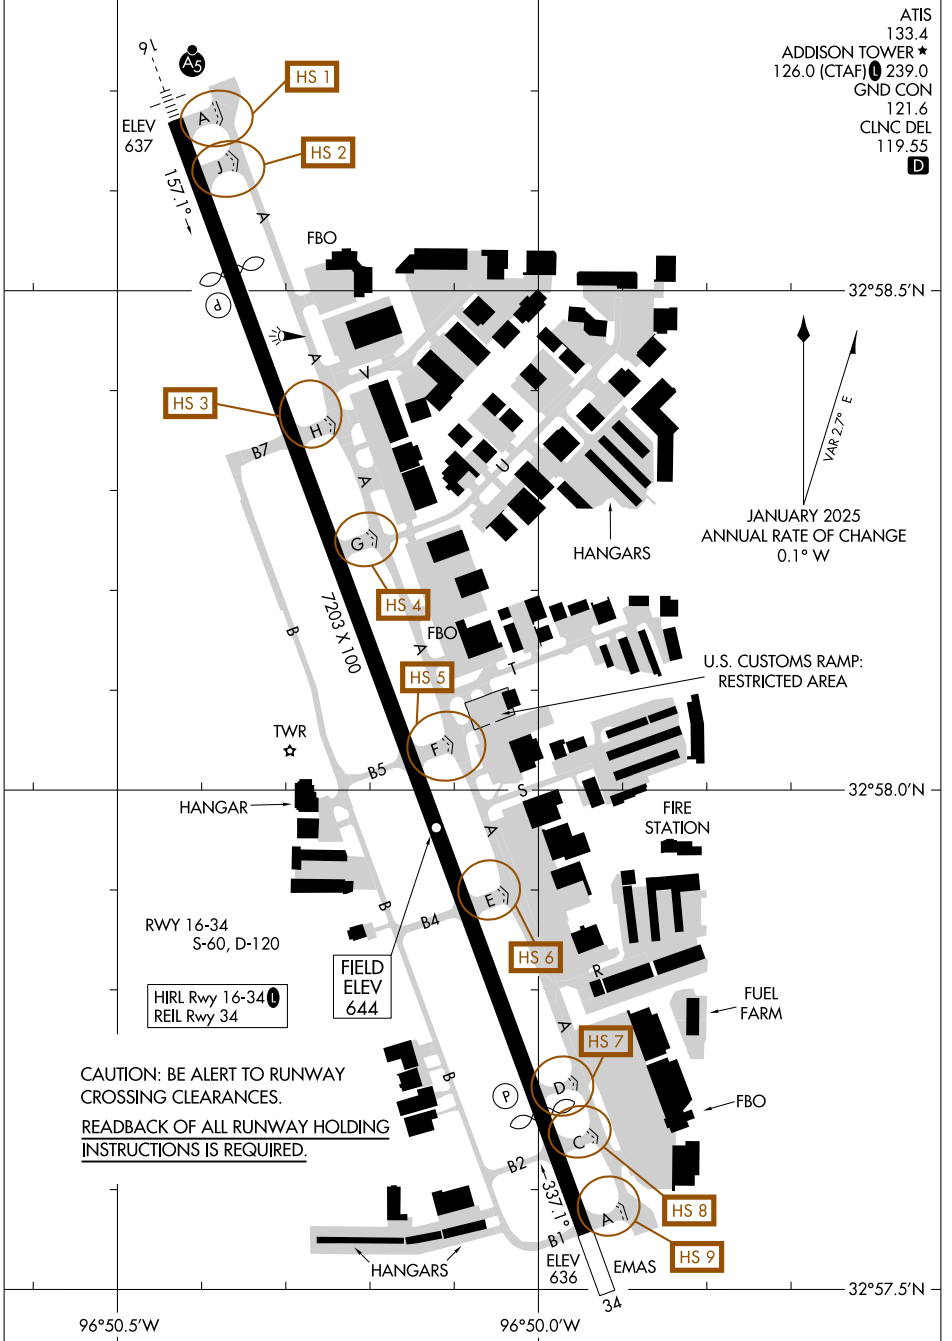 ATIS
133.4
ADDISON TOWER ★
126.0 (CTAF) L 239.0
GND CON
121.6
CLNC DEL
119.55
D
16
A5
HS 1
A
ELEV
637
HS 2
J
157.1°
A
FBO
P
32°58.5'N
A
V
HS 3
H
B7
VAR 2.7° E
A
U
JANUARY 2025
ANNUAL RATE OF CHANGE
0.1° W
G
HANGARS
HS 4
7203 X 100
B
FBO
A
T
U.S. CUSTOMS RAMP:
RESTRICTED AREA
HS 5
TWR
F
B5
S
32°58.0'N
HANGAR
FIRE
STATION
A
E
B
B4
RWY 16-34
S-60, D-120
HS 6
R
FIELD
ELEV
644
HIRL Rwy 16-34 L
REIL Rwy 34
FUEL
FARM
A
HS 7
CAUTION: BE ALERT TO RUNWAY
CROSSING CLEARANCES.
B
D
P
FBO
READBACK OF ALL RUNWAY HOLDING
INSTRUCTIONS IS REQUIRED.
C
B2
337.1°
HS 8
A
B1
HS 9
ELEV
636
EMAS
HANGARS
34
32°57.5'N
96°50.5'W
96°50.0'W